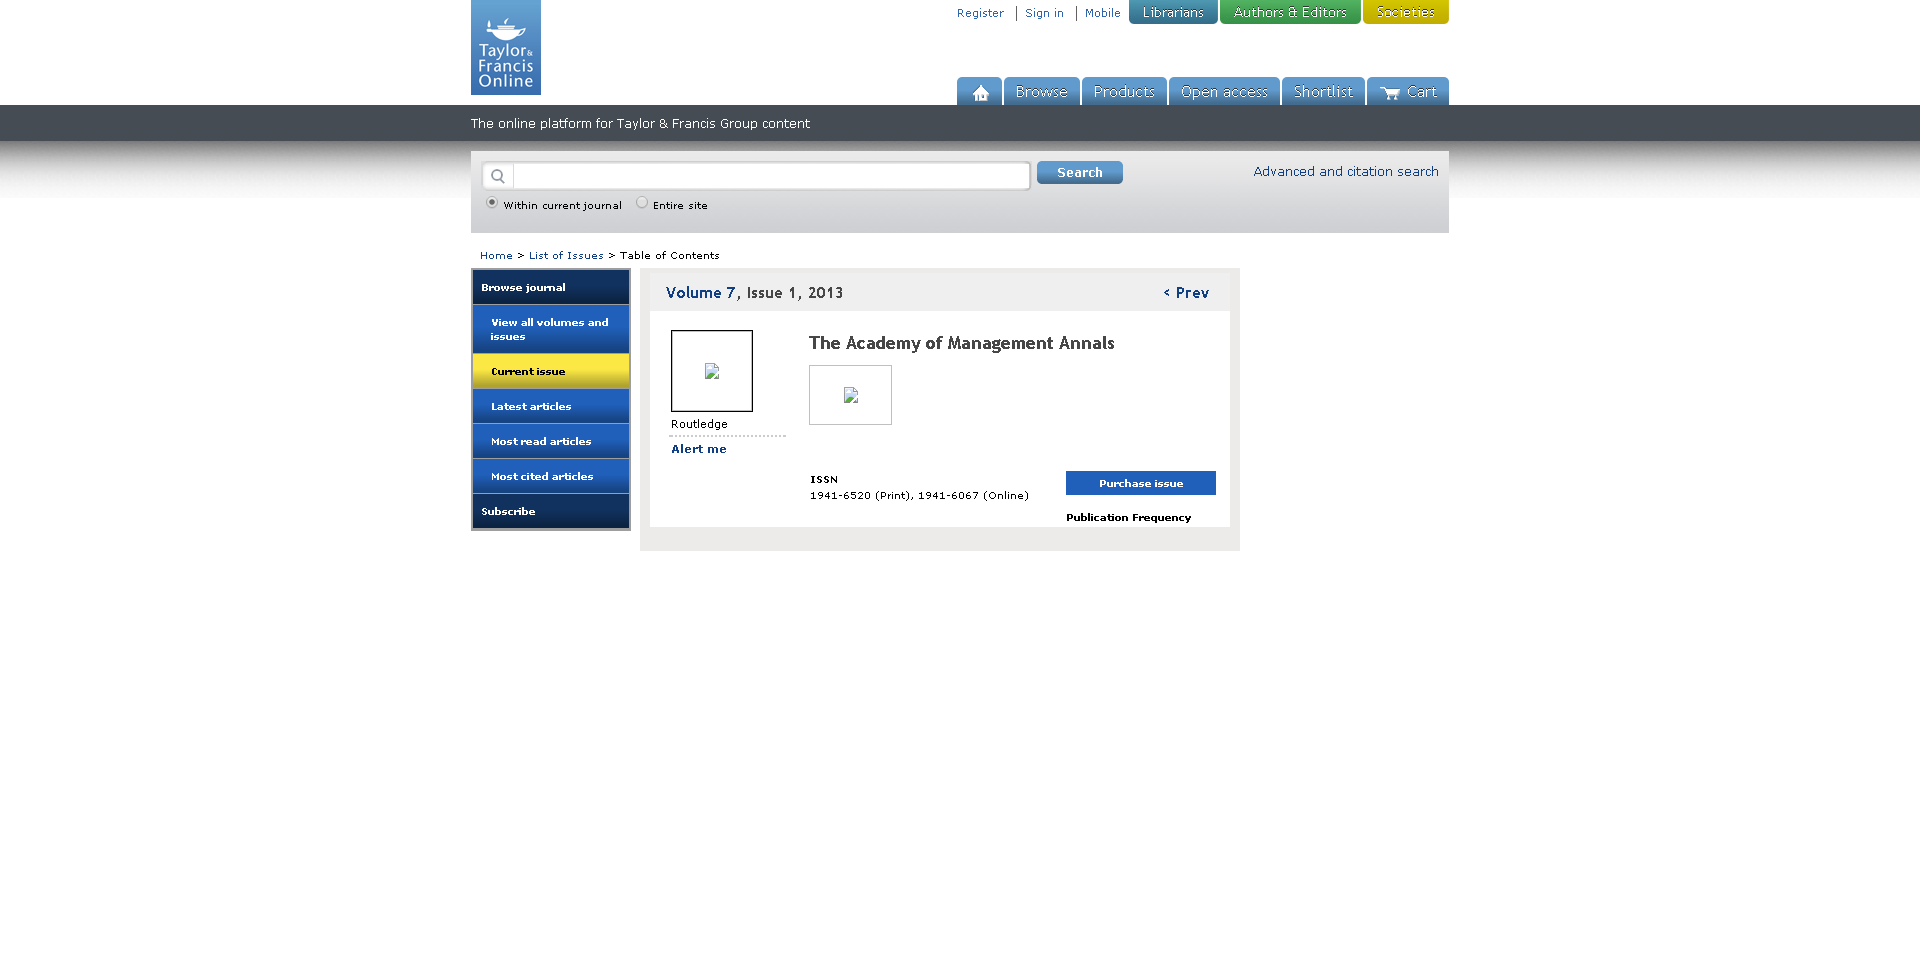 Taylor &
Francis
Online
Register
Sign in
Mobile
Librarians
Authors & Editors
Societies
Browse
Products
Open access
Shortlist
Cart
The online platform for Taylor & Francis Group content
Search
Advanced and citation search
Within current journal
Entire site
Home > List of Issues > Table of Contents
Browse journal
View all volumes and
issues
Current issue
Latest articles
Most read articles
Most cited articles
Subscribe
Volume 7, Issue 1, 2013
< Prev
The Academy of Management Annals
Routledge
Alert me
ISSN
1941-6520 (Print), 1941-6067 (Online)
Purchase issue
Publication Frequency